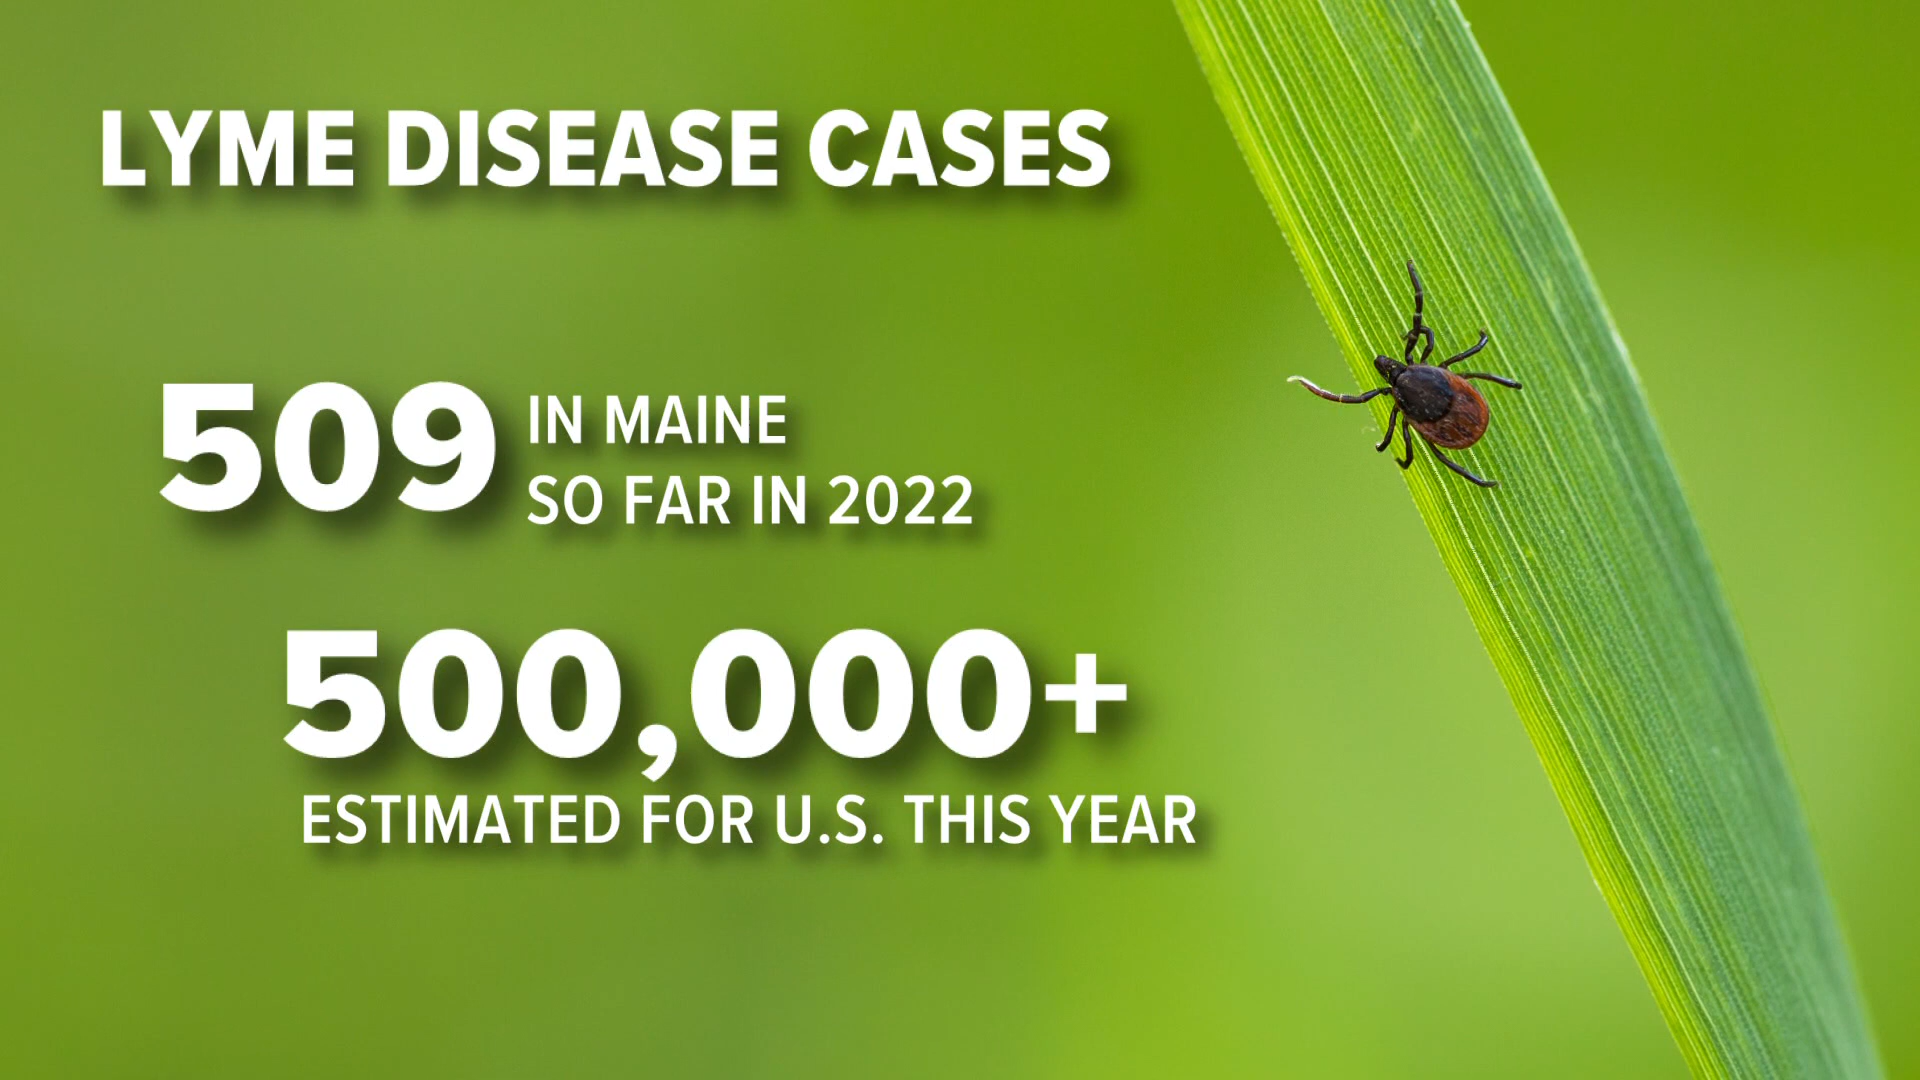 LYME DISEASE CASES
509 IN MAINE
SO FAR IN 2022
500,000+
ESTIMATED FOR U.S. THIS YEAR